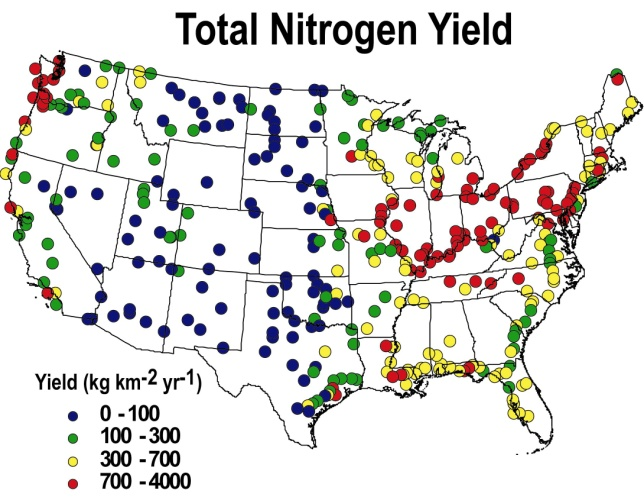 Total Nitrogen Yield
Yield (kg km-2 yr-1)
0 - 100
100 - 300
300 - 700
700 - 4000